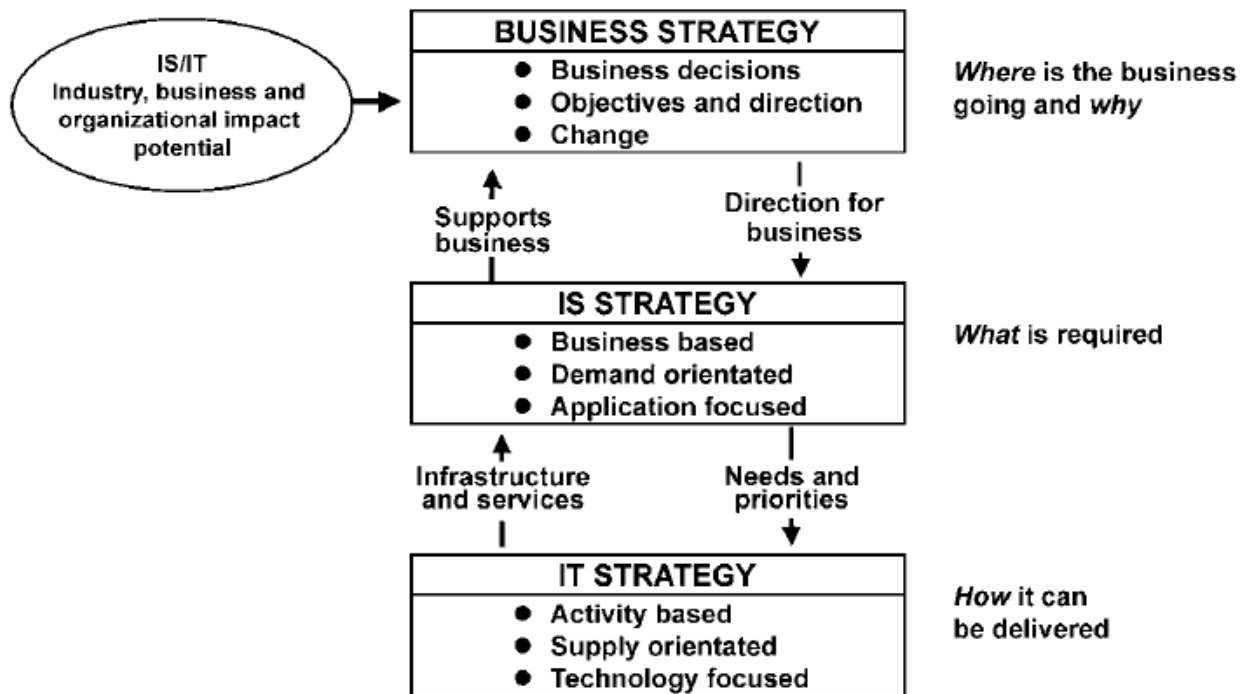 IS/IT
Industry, business and
organizational impact
potential
BUSINESS STRATEGY
● Business decisions
● Objectives and direction
● Change
Where is the business
going and why
Supports
business
Direction for
business
IS STRATEGY
● Business based
● Demand orientated
● Application focused
What is required
Infrastructure
and services
Needs and
priorities
IT STRATEGY
● Activity based
● Supply orientated
● Technology focused
How it can
be delivered